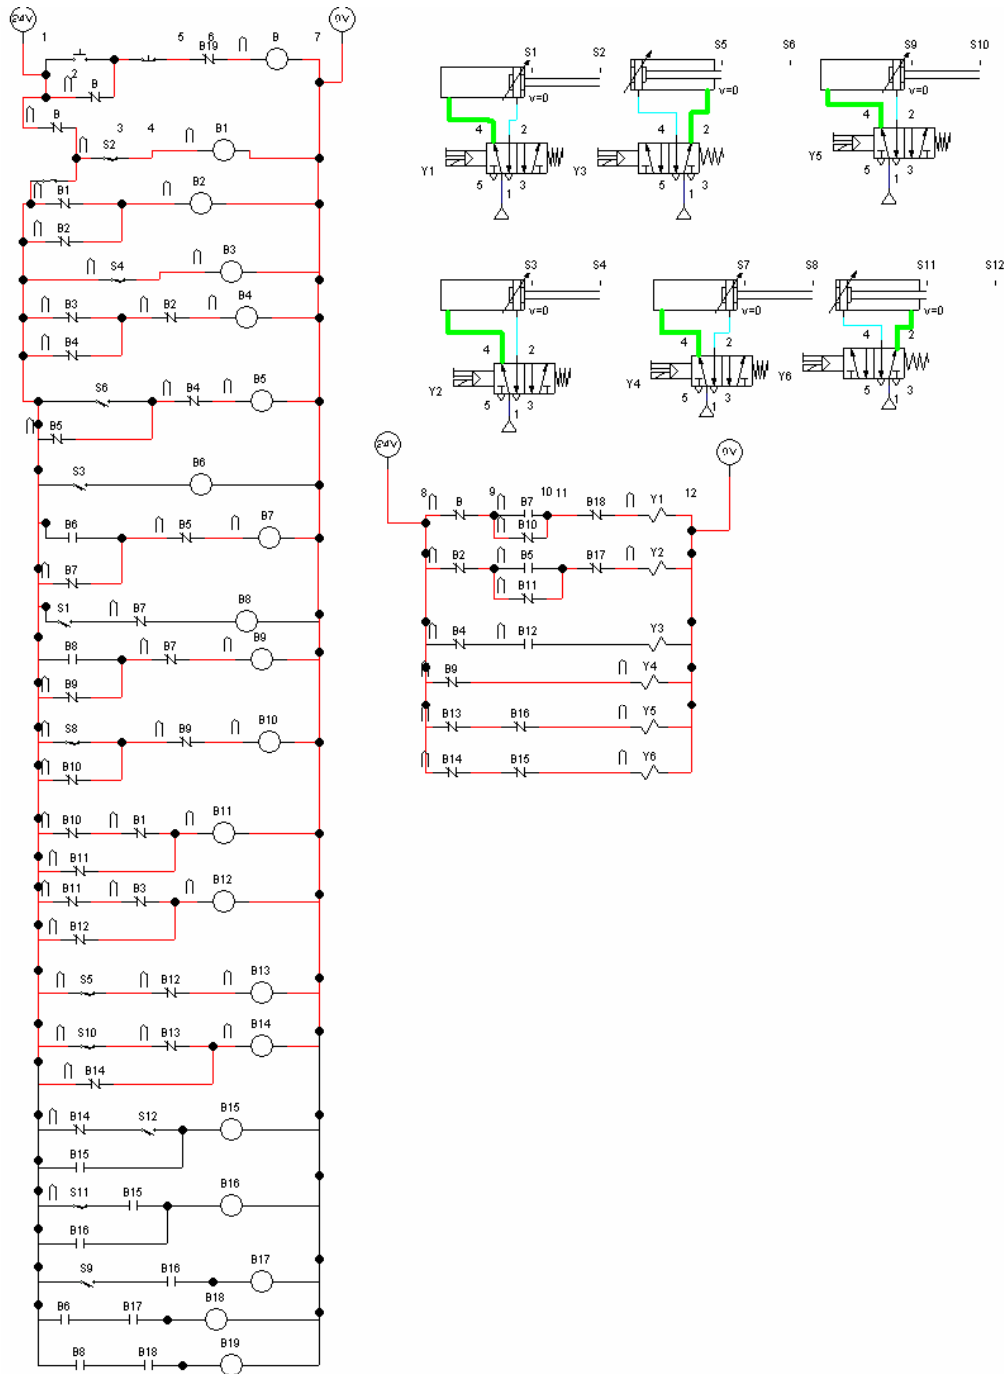 24V 0V
1 5 6 7
B19 B
2
B
B
3 4 B1
S2
B1 B2
B2
S4 B3
B3 B2 B4
B4
S6 B4 B5
B5
S3 B6
B6 B5 B7
B7
S1 B7 B8
B8 B7 B9
B9
S8 B9 B10
B10
B10 B1 B11
B11
B11 B3 B12
B12
S5 B12 B13
S10 B13 B14
B14
B14 S12 B15
B15
S11 B15 B16
B16
S9 B16 B17
B6 B17 B18
B8 B18 B19
S1 S2 S5 S6 S9 S10
v=0 v=0 v=0
4 2 4 2 4 2
Y1 Y3 Y5
5 3 5 3 5 3
1 1 1
S3 S4 S7 S8 S11 S12
v=0 v=0 v=0
4 2 4 2 4 2
Y2 Y4 Y6
5 3 5 3 5 3
1 1 1
24V 0V
8 9 10 11 12
B B7 B18 Y1
B10
B2 B5 B17 Y2
B11
B4 B12 Y3
B9 Y4
B13 B16 Y5
B14 B15 Y6